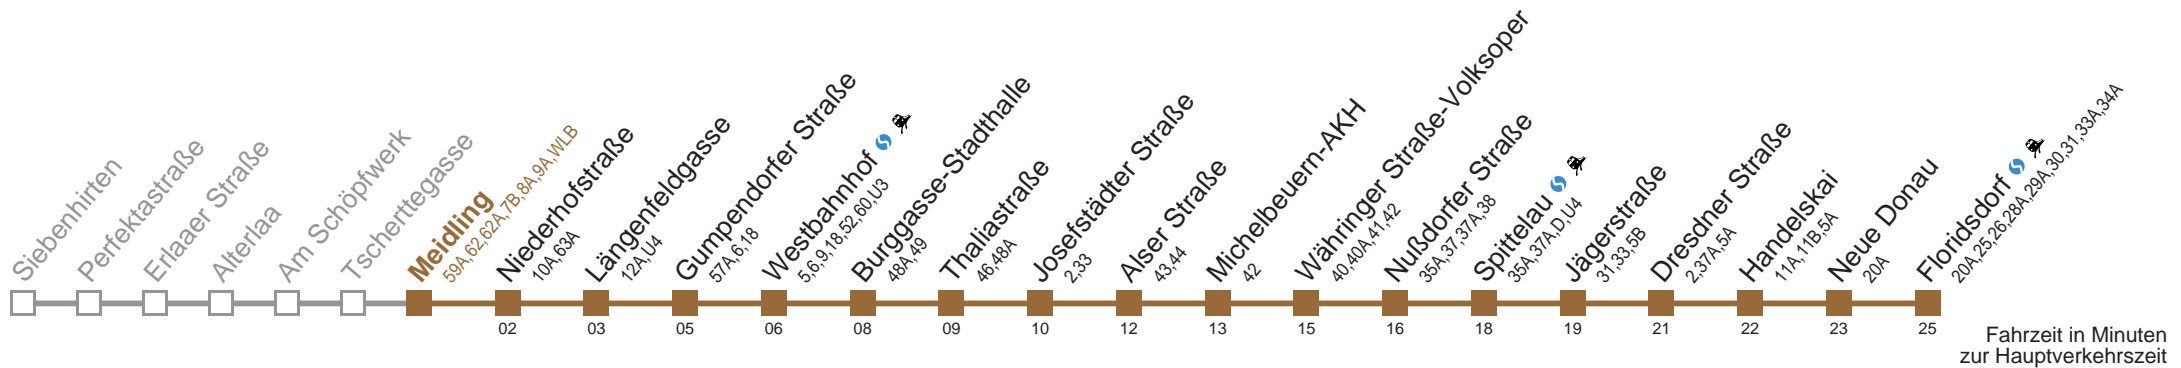 Siebenhirten
Perfektastraße
Erlaaer Straße
Alterlaa
Am Schöpfwerk
Tscherttegasse
Meidling
59A,62,62A,7B,8A,9A,WLB
Niederhofstraße
10A,63A
02
Längenfeldgasse
12A,U4
03
Gumpendorfer Straße
57A,6,18
05
Westbahnhof
5,6,9,18,52,60,U3
06
Burggasse-Stadthalle
48A,49
08
Thaliastraße
46,48A
09
Josefstädter Straße
2,33
10
Alser Straße
43,44
12
Michelbeuern-AKH
42
13
Währinger Straße-Volksoper
40,40A,41,42
15
Nußdorfer Straße
35A,37,37A,38
16
Spittelau
35A,37A,D,U4
18
Jägerstraße
31,33,5B
19
Dresdner Straße
2,37A,5A
21
Handelskai
11A,11B,5A
22
Neue Donau
20A
23
Floridsdorf
20A,25,26,28A,29A,30,31,33A,34A
25
Fahrzeit in Minuten
zur Hauptverkehrszeit